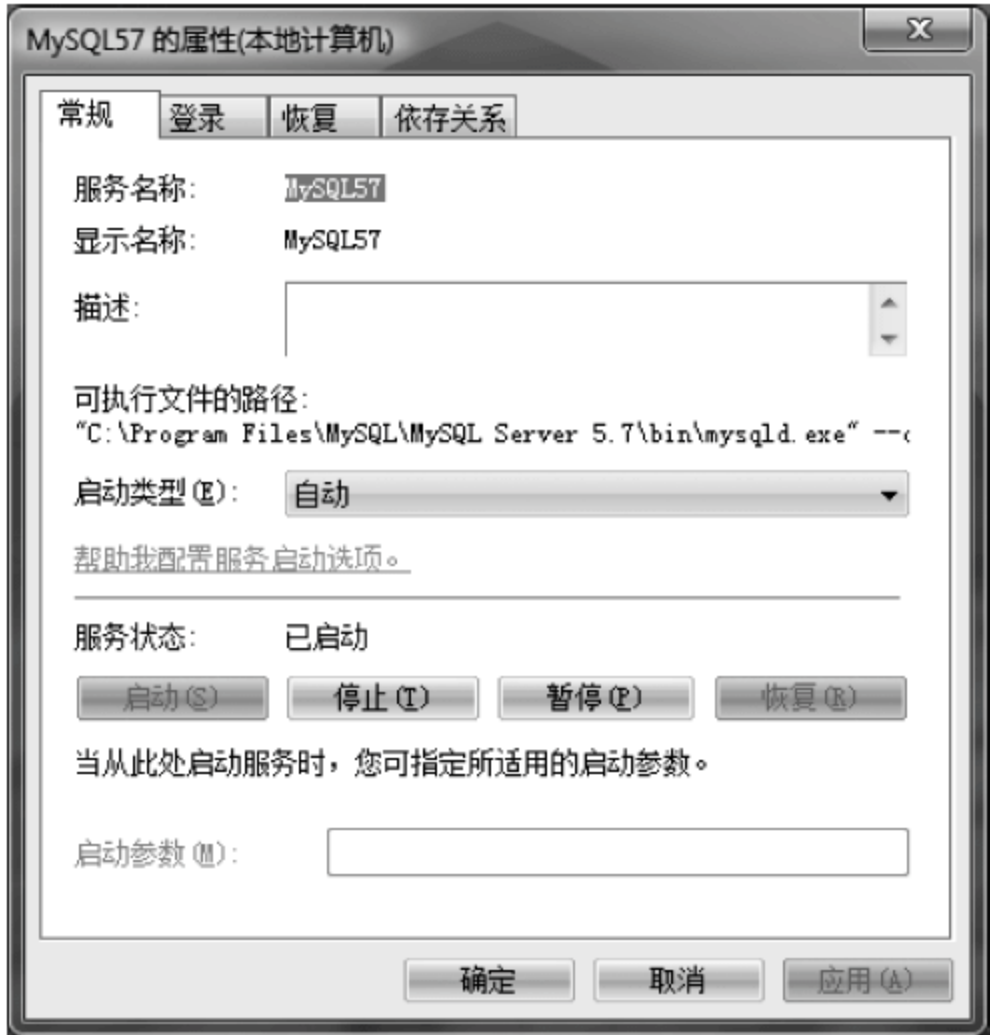 MySQL57 的属性(本地计算机)
常规 登录 恢复 依存关系
服务名称: MySQL57
显示名称: MySQL57
描述:
可执行文件的路径:
"C:\Program Files\MySQL\MySQL Server 5.7\bin\mysqld.exe" --
启动类型(E): 自动
帮助我配置服务启动选项。
服务状态: 已启动
启动(S) 停止(T) 暂停(P) 恢复(R)
当从此处启动服务时，您可指定所适用的启动参数。
启动参数(M):
确定 取消 应用(A)